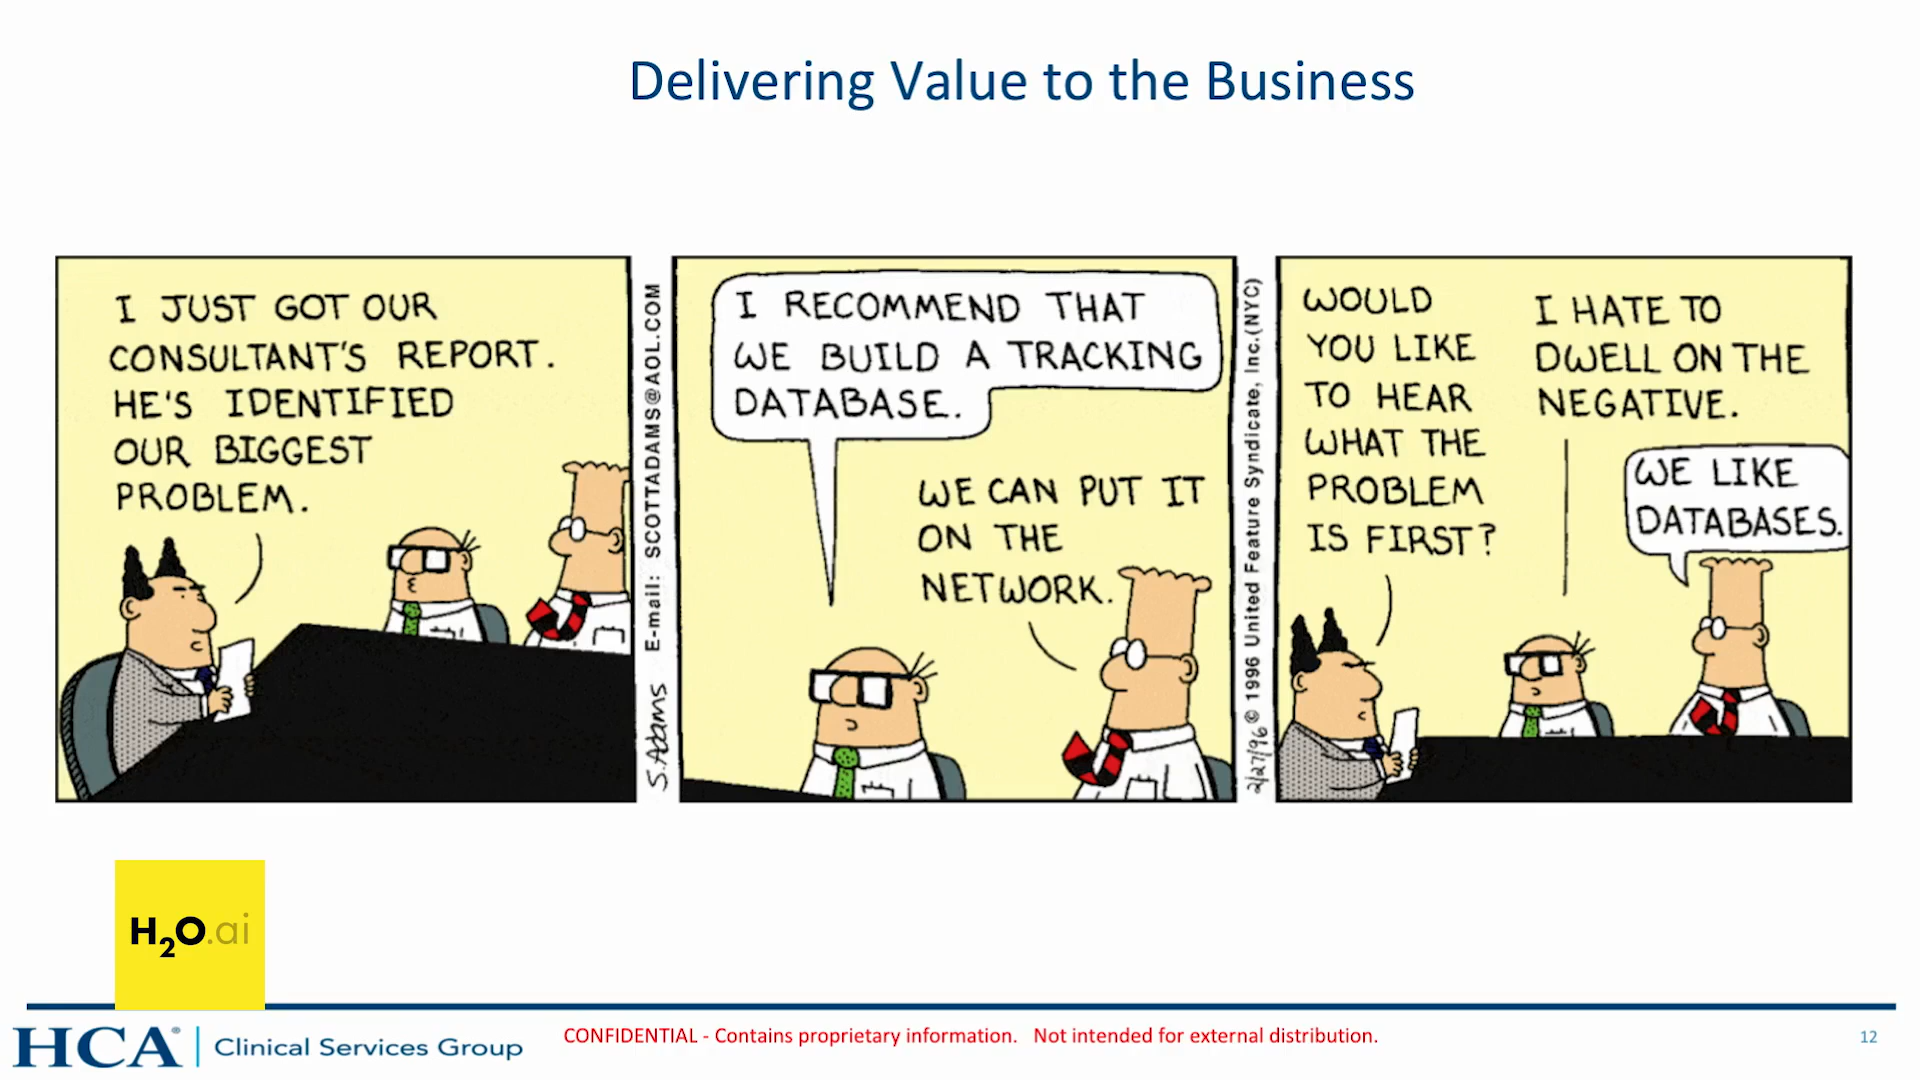 Delivering Value to the Business
I JUST GOT OUR
CONSULTANT'S REPORT.
HE'S IDENTIFIED
OUR BIGGEST
PROBLEM.
S.Adams E-mail: SCOTTADAMS@AOL.COM
I RECOMMEND THAT
WE BUILD A TRACKING
DATABASE.
WE CAN PUT IT
ON THE
NETWORK.
2/27/96 © 1996 United Feature Syndicate, Inc.(NYC)
WOULD
YOU LIKE
TO HEAR
WHAT THE
PROBLEM
IS FIRST?
I HATE TO
DWELL ON THE
NEGATIVE.
WE LIKE
DATABASES.
H2O.ai
HCA® Clinical Services Group
CONFIDENTIAL - Contains proprietary information. Not intended for external distribution.
12